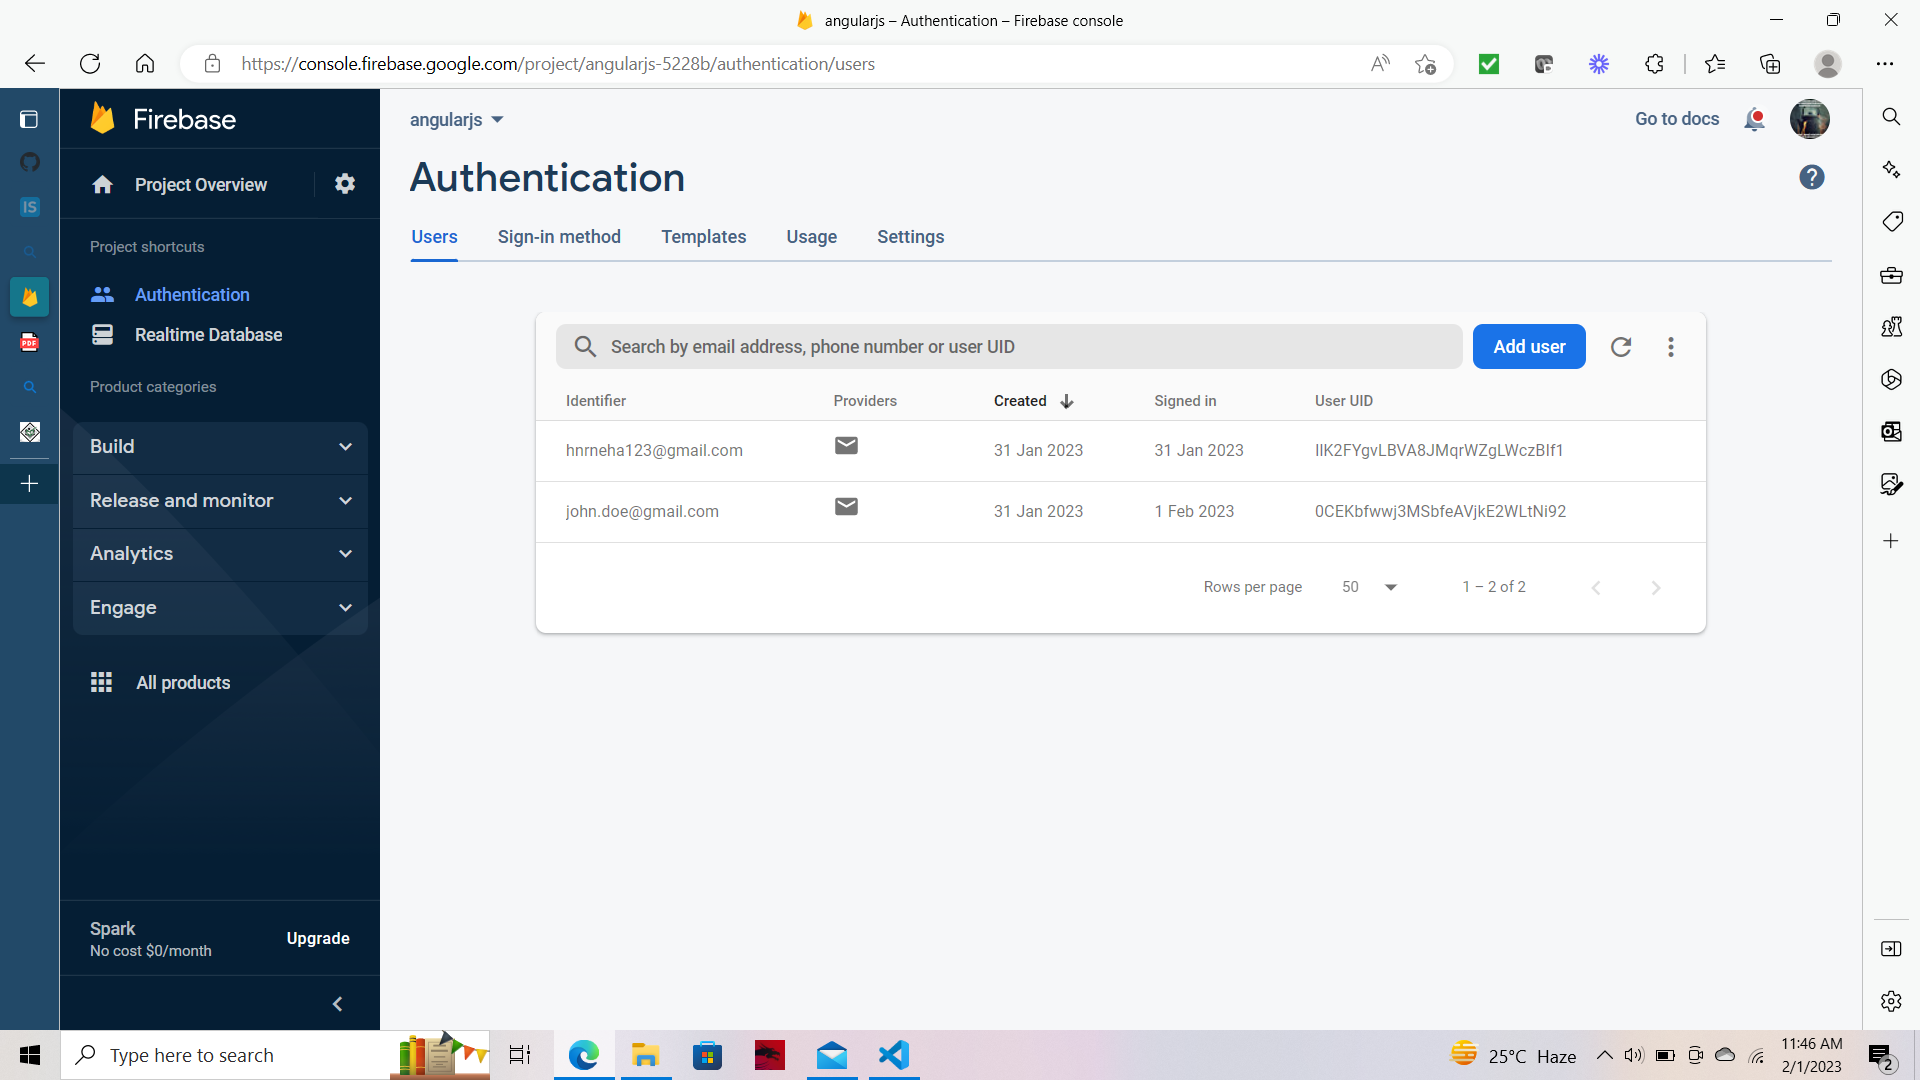 angularjs – Authentication – Firebase console
https://console.firebase.google.com/project/angularjs-5228b/authentication/users
Firebase
Project Overview
Project shortcuts
Authentication
Realtime Database
Product categories
Build
Release and monitor
Analytics
Engage
All products
Spark
No cost $0/month
Upgrade
angularjs
Go to docs
Authentication
Users Sign-in method Templates Usage Settings
Search by email address, phone number or user UID
Add user
Identifier Providers Created Signed in User UID
hnrneha123@gmail.com 31 Jan 2023 31 Jan 2023 IIK2FYgvLBVA8JMqrWZgLWczBIf1
john.doe@gmail.com 31 Jan 2023 1 Feb 2023 0CEKbfwwj3MSbfeAVjkE2WLtNi92
Rows per page 50 1 – 2 of 2
IS
PDF
Type here to search
25°C Haze
11:46 AM
2/1/2023
2